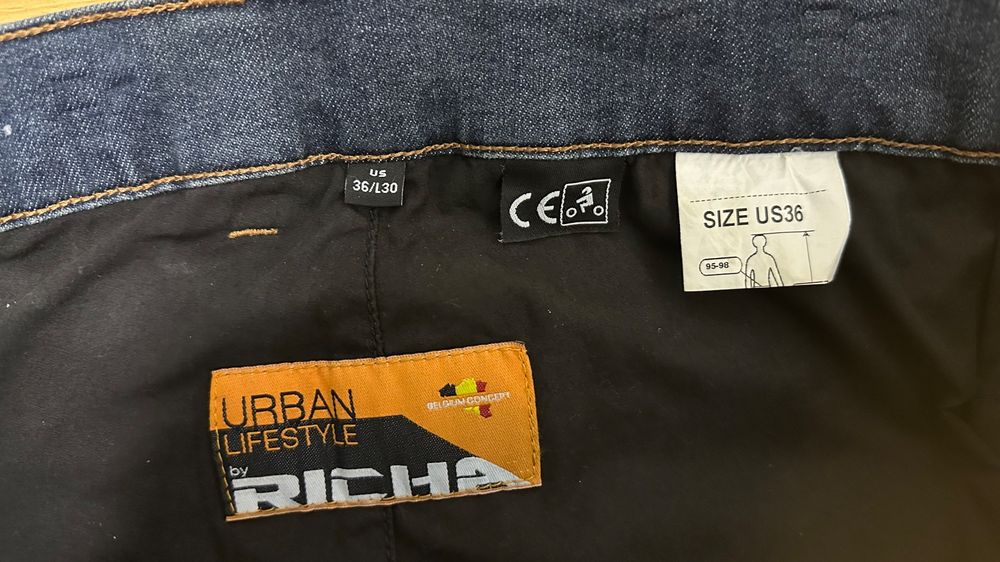 US
36/L30
CE
SIZE US36
95-98
URBAN
LIFESTYLE
by
RICHA
BELGIUM CONCEPT